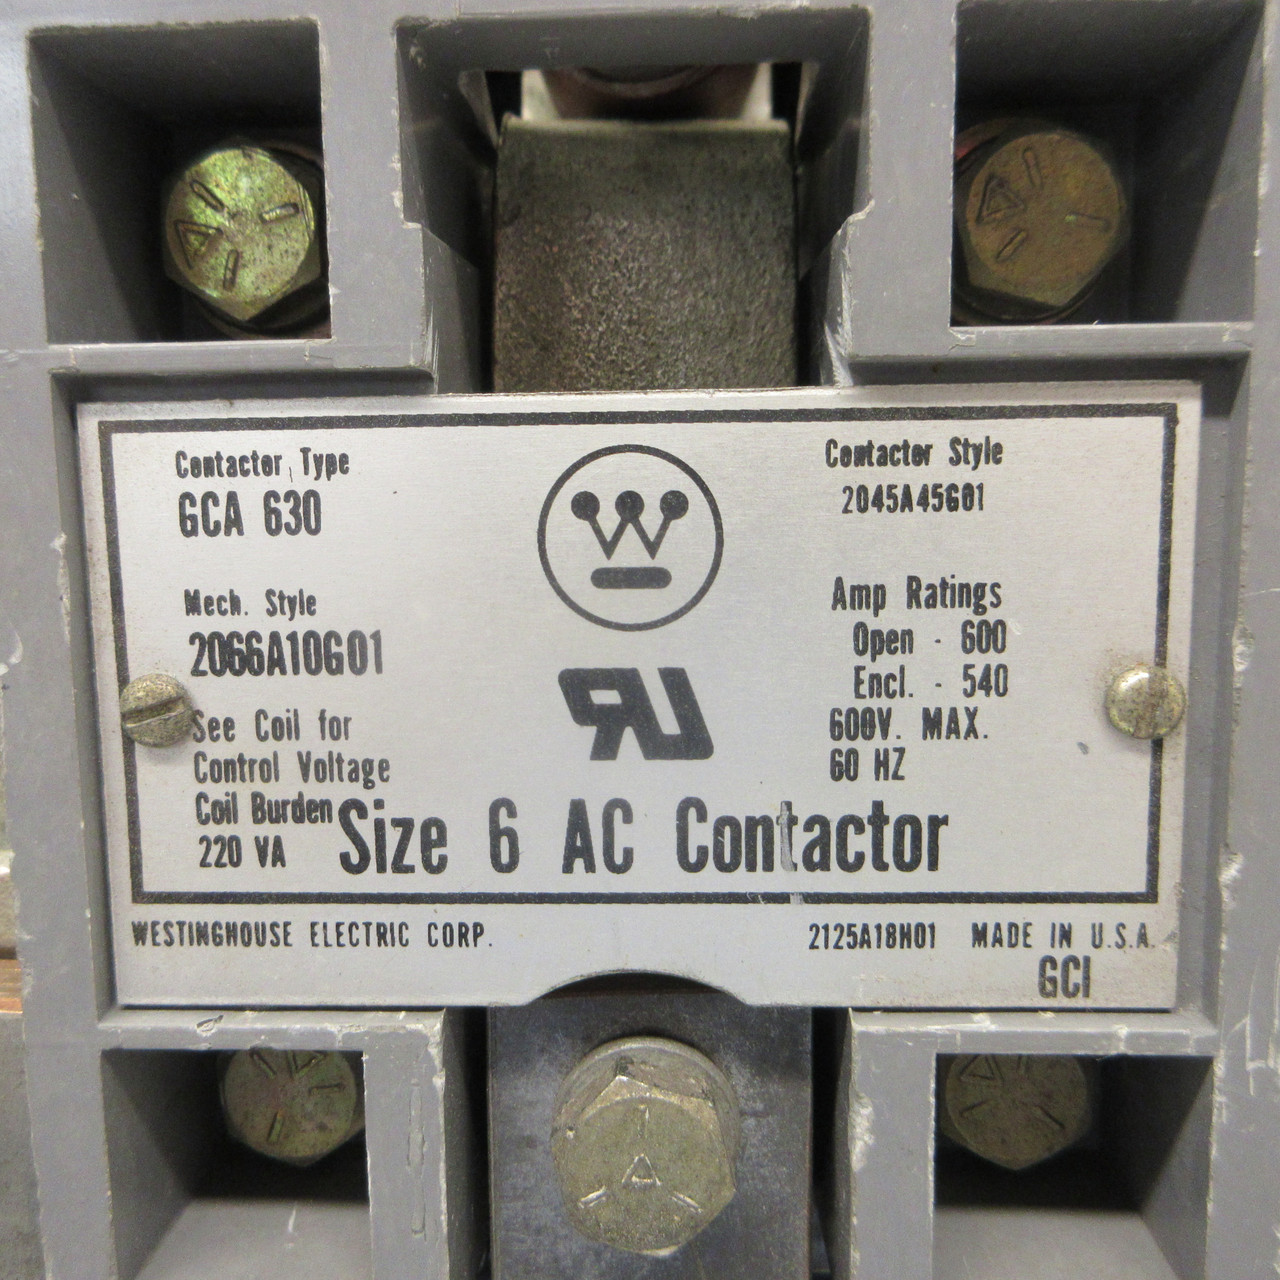 Contactor Type
GCA 630
Mech. Style
2066A10G01
See Coil for
Control Voltage
Coil Burden
220 VA
Contactor Style
2045A45G01
Amp Ratings
Open - 600
Encl. - 540
600V. MAX.
60 HZ
Size 6 AC Contactor
WESTINGHOUSE ELECTRIC CORP.
2125A18H01 MADE IN U.S.A.
GCI